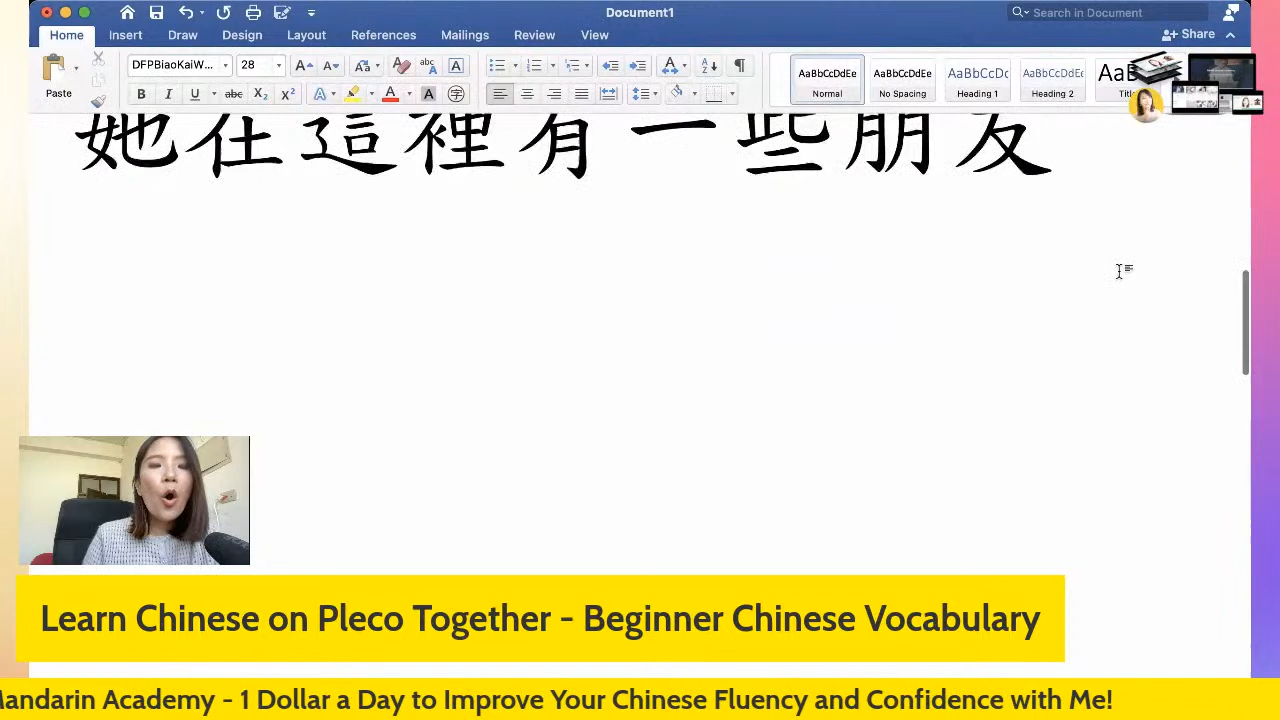 Document1
Search in Document
Home Insert Draw Design Layout References Mailings Review View
Share
Paste
DFPBiaoKaiW... 28
AaBbCcDdEe AaBbCcDdEe AaBbCcDc AaBbCcDdEe
Normal No Spacing Heading 1 Heading 2
她在這裡有一些朋友
Learn Chinese on Pleco Together - Beginner Chinese Vocabulary
Mandarin Academy - 1 Dollar a Day to Improve Your Chinese Fluency and Confidence with Me!